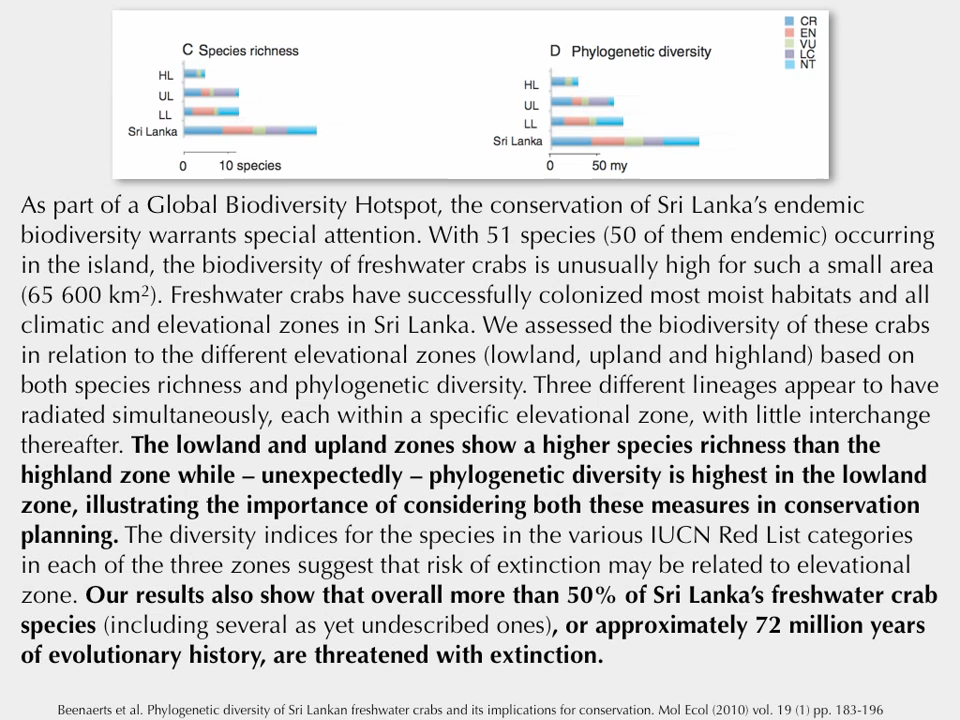 CR
EN
VU
LC
NT
C Species richness
HL
UL
LL
Sri Lanka
0 10 species
D Phylogenetic diversity
HL
UL
LL
Sri Lanka
0 50 my
As part of a Global Biodiversity Hotspot, the conservation of Sri Lanka’s endemic
biodiversity warrants special attention. With 51 species (50 of them endemic) occurring
in the island, the biodiversity of freshwater crabs is unusually high for such a small area
(65 600 km²). Freshwater crabs have successfully colonized most moist habitats and all
climatic and elevational zones in Sri Lanka. We assessed the biodiversity of these crabs
in relation to the different elevational zones (lowland, upland and highland) based on
both species richness and phylogenetic diversity. Three different lineages appear to have
radiated simultaneously, each within a specific elevational zone, with little interchange
thereafter. The lowland and upland zones show a higher species richness than the
highland zone while – unexpectedly – phylogenetic diversity is highest in the lowland
zone, illustrating the importance of considering both these measures in conservation
planning. The diversity indices for the species in the various IUCN Red List categories
in each of the three zones suggest that risk of extinction may be related to elevational
zone. Our results also show that overall more than 50% of Sri Lanka’s freshwater crab
species (including several as yet undescribed ones), or approximately 72 million years
of evolutionary history, are threatened with extinction.
Beenaerts et al. Phylogenetic diversity of Sri Lankan freshwater crabs and its implications for conservation. Mol Ecol (2010) vol. 19 (1) pp. 183-196